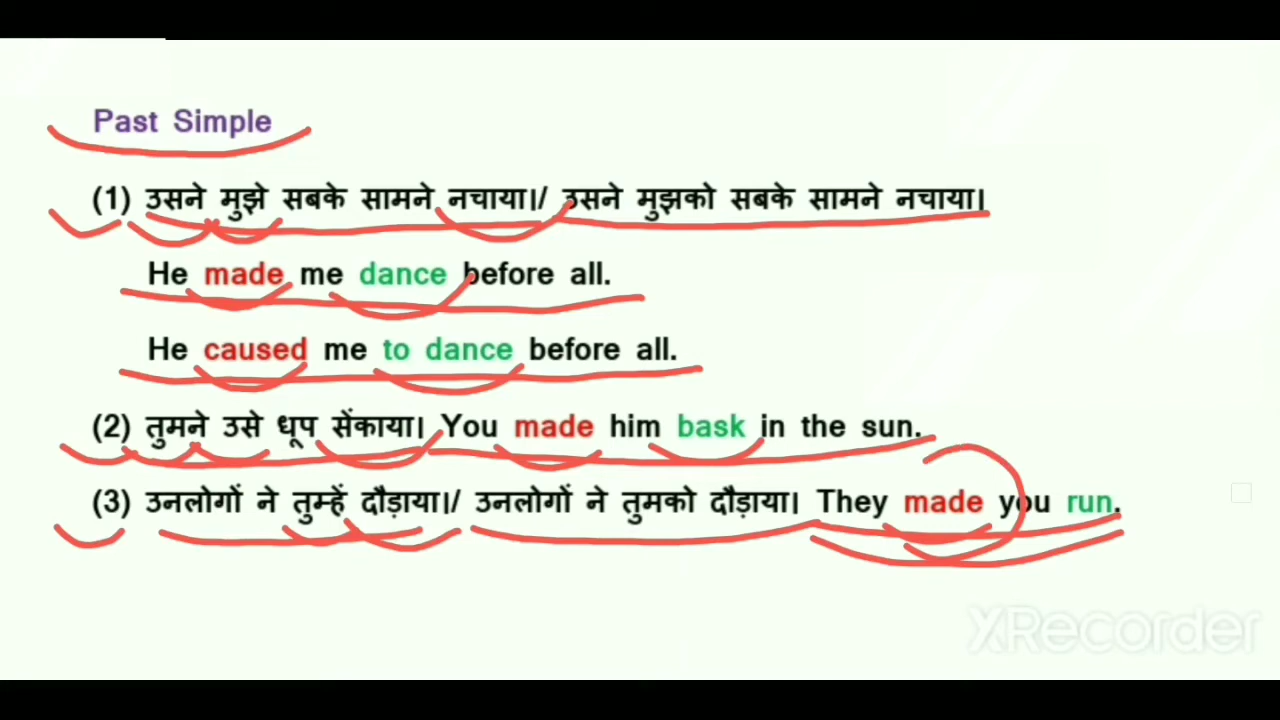 Past Simple
(1) उसने मुझे सबके सामने नचाया।/ उसने मुझको सबके सामने नचाया।
He made me dance before all.
He caused me to dance before all.
(2) तुमने उसे धूप सेंकाया। You made him bask in the sun.
(3) उनलोगों ने तुम्हें दौड़ाया।/ उनलोगों ने तुमको दौड़ाया। They made you run.
XRecorder